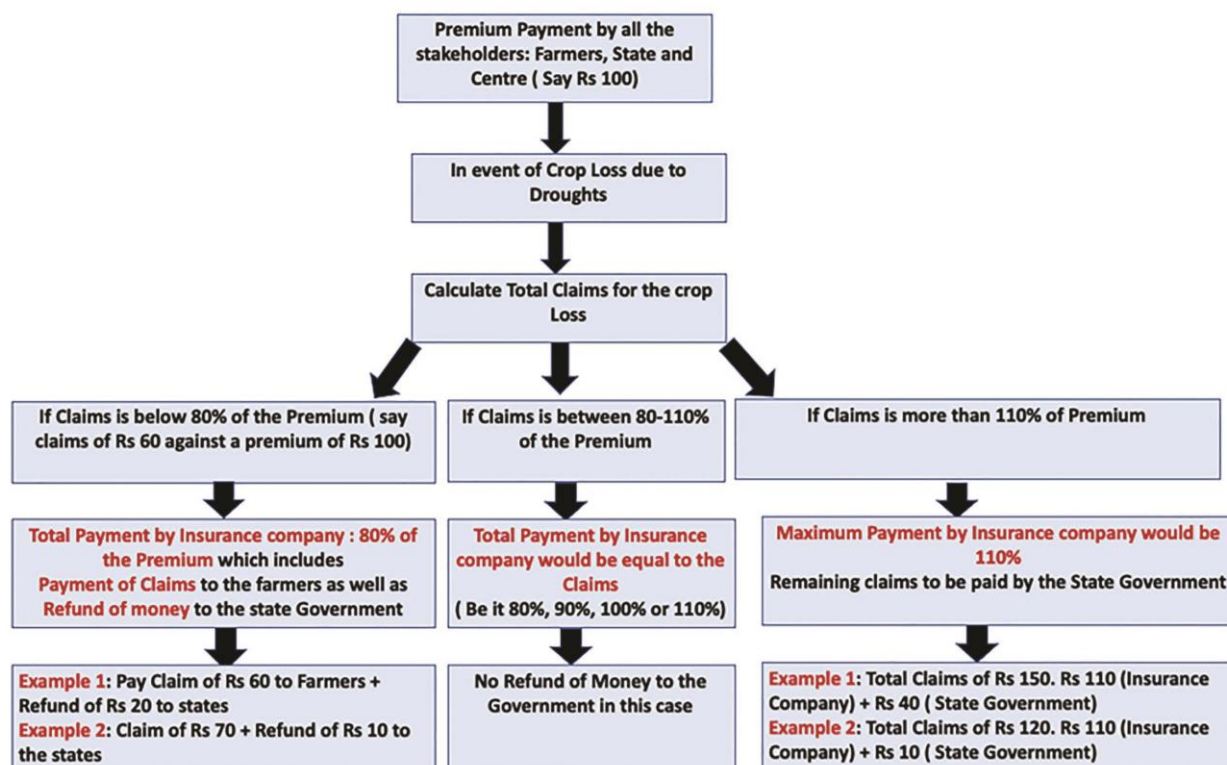 Premium Payment by all the
stakeholders: Farmers, State and
Centre ( Say Rs 100)
In event of Crop Loss due to
Droughts
Calculate Total Claims for the crop
Loss
If Claims is below 80% of the Premium ( say
claims of Rs 60 against a premium of Rs 100)
If Claims is between 80-110%
of the Premium
If Claims is more than 110% of Premium
Total Payment by Insurance company : 80% of
the Premium which includes
Payment of Claims to the farmers as well as
Refund of money to the state Government
Total Payment by Insurance
company would be equal to the
Claims
( Be it 80%, 90%, 100% or 110%)
Maximum Payment by Insurance company would be
110%
Remaining claims to be paid by the State Government
Example 1: Pay Claim of Rs 60 to Farmers +
Refund of Rs 20 to states
Example 2: Claim of Rs 70 + Refund of Rs 10 to
the states
No Refund of Money to the
Government in this case
Example 1: Total Claims of Rs 150. Rs 110 (Insurance
Company) + Rs 40 ( State Government)
Example 2: Total Claims of Rs 120. Rs 110 (Insurance
Company) + Rs 10 ( State Government)